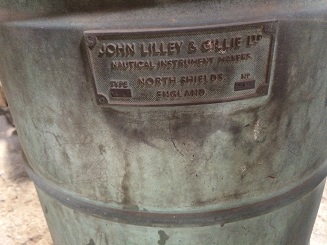 JOHN LILLEY & GILLIE LTD
NAUTICAL INSTRUMENT MAKERS
TYPE NORTH SHIELDS Nº
ENGLAND